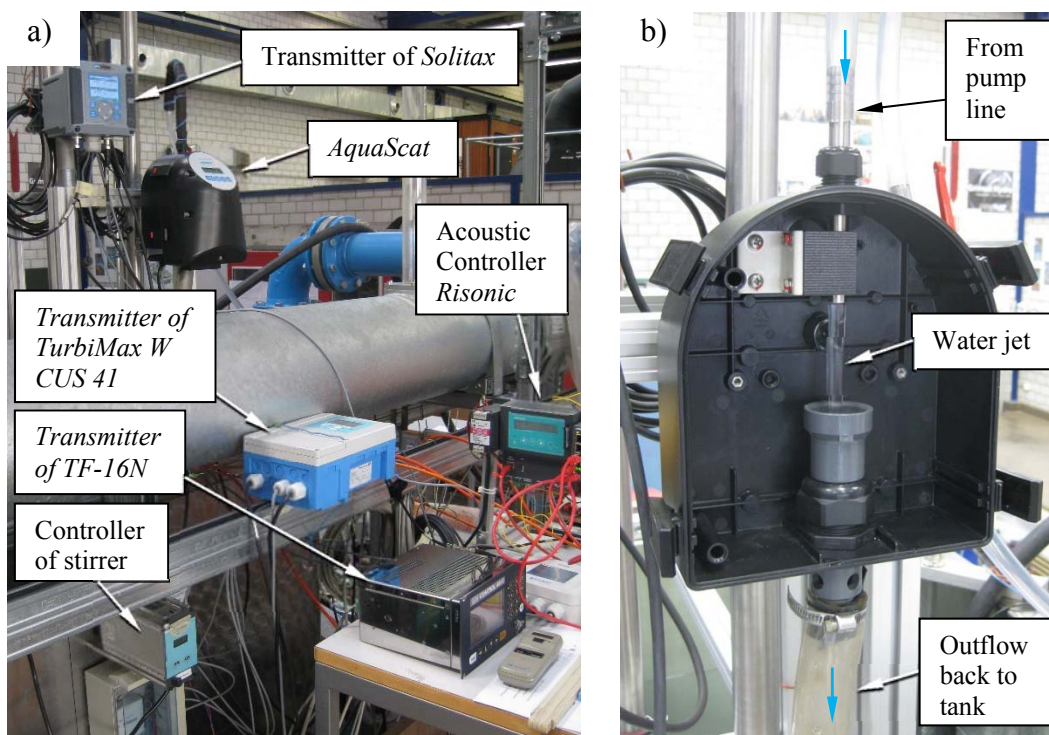 a)
Transmitter of Solitax
AquaScat
Acoustic
Controller
Risonic
Transmitter of
TurbiMax W
CUS 41
Transmitter
of TF-16N
Controller
of stirrer
b)
From
pump
line
Water jet
Outflow
back to
tank